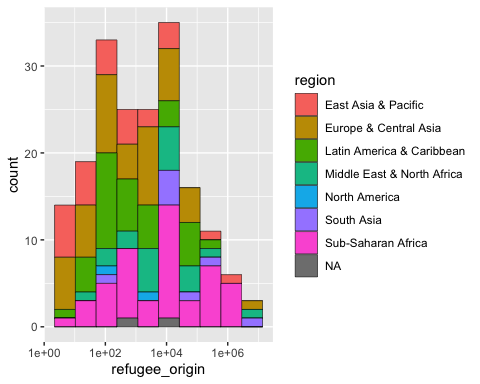 30
20
10
0
count
1e+00 1e+02 1e+04 1e+06
refugee_origin
region
East Asia & Pacific
Europe & Central Asia
Latin America & Caribbean
Middle East & North Africa
North America
South Asia
Sub-Saharan Africa
NA